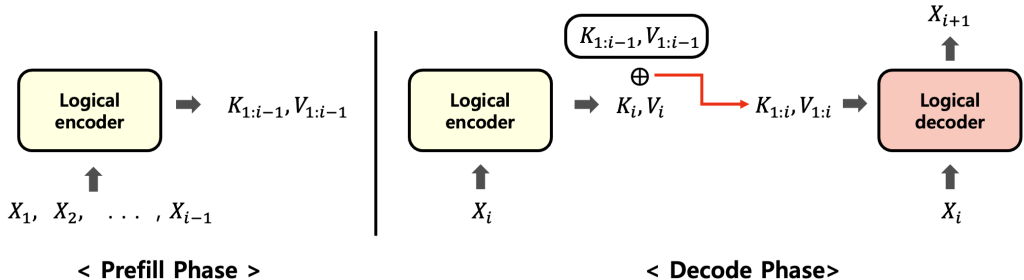 Logical
encoder
K_{1:i-1}, V_{1:i-1}
X_1, X_2, . . . , X_{i-1}
< Prefill Phase >
K_{1:i-1}, V_{1:i-1}
⊕
Logical
encoder
K_i, V_i
K_{1:i}, V_{1:i}
X_{i+1}
Logical
decoder
X_i
X_i
< Decode Phase>